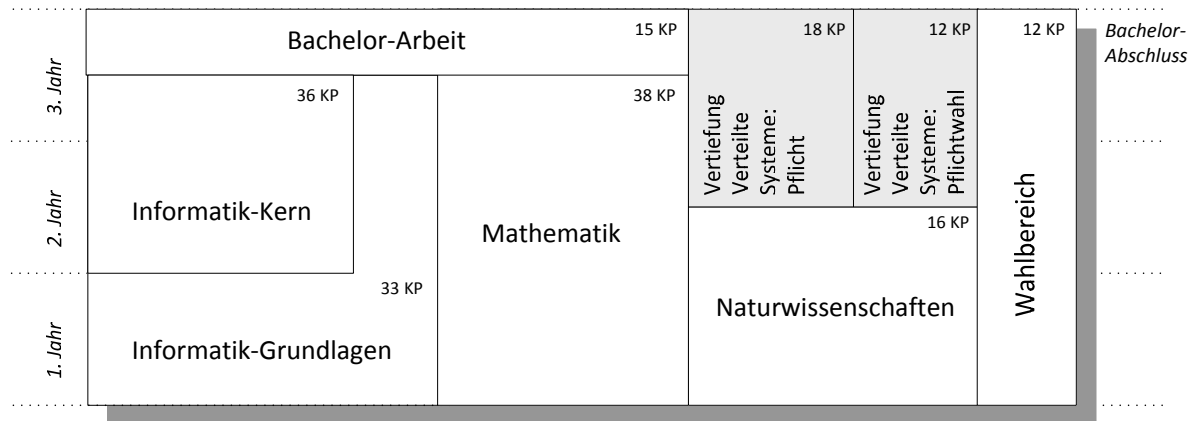 Bachelor-Arbeit
15 KP
18 KP
12 KP
12 KP
Bachelor-
Abschluss
3. Jahr
36 KP
38 KP
Vertiefung
Verteilte
Systeme:
Pflicht
Vertiefung
Verteilte
Systeme:
Pflichtwahl
2. Jahr
Informatik-Kern
Mathematik
16 KP
Wahlbereich
33 KP
Naturwissenschaften
1. Jahr
Informatik-Grundlagen